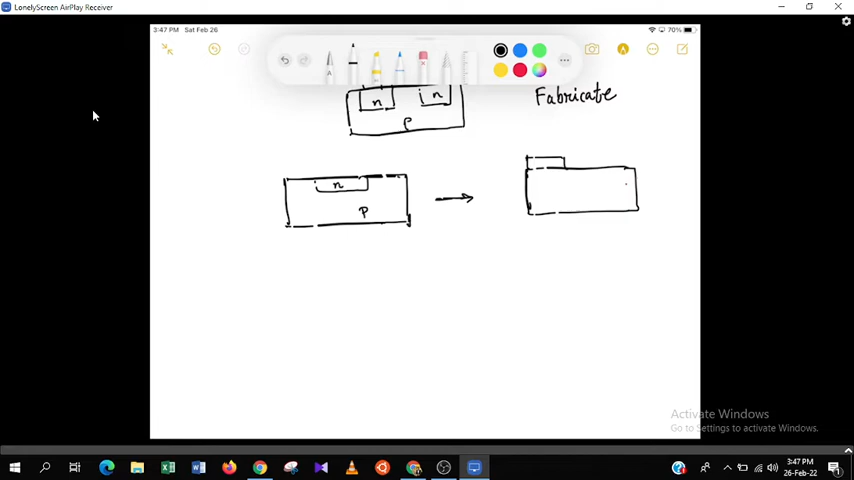 LonelyScreen AirPlay Receiver
3:47 PM Sat Feb 26
70%
A
n
n
Fabricate
P
n
P
Activate Windows
Go to Settings to activate Windows.
3:47 PM
26-Feb-22